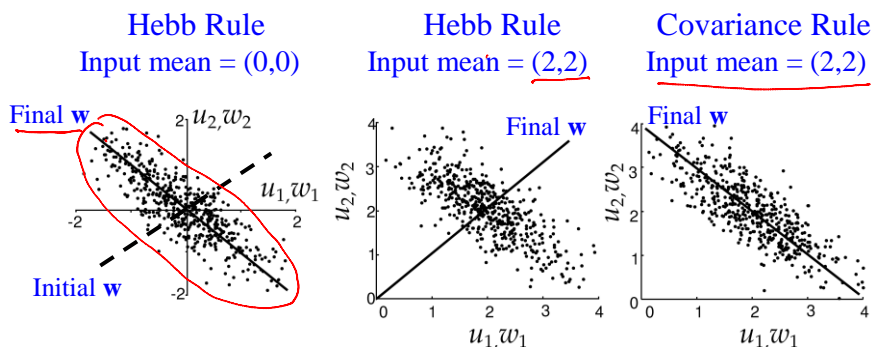 Hebb Rule
Input mean = (0,0)
Final w
u2,w2
u1,w1
2
-2
2
-2
Initial w
Hebb Rule
Input mean = (2,2)
Final w
u2,w2
4
3
2
1
0
0 1 2 3 4
u1,w1
Covariance Rule
Input mean = (2,2)
Final w
u2,w2
4
3
2
1
0
0 1 2 3 4
u1,w1